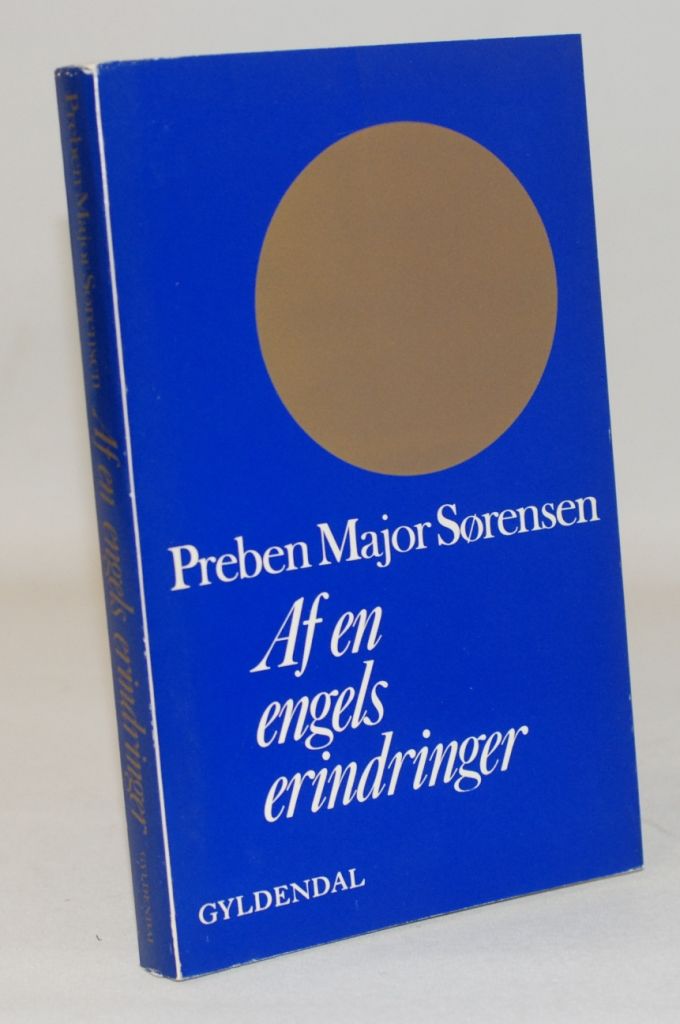 Preben Major Sørensen
Af en
engels
erindringer
GYLDENDAL
Preben Major Sørensen Af en engels erindringer GYLDENDAL